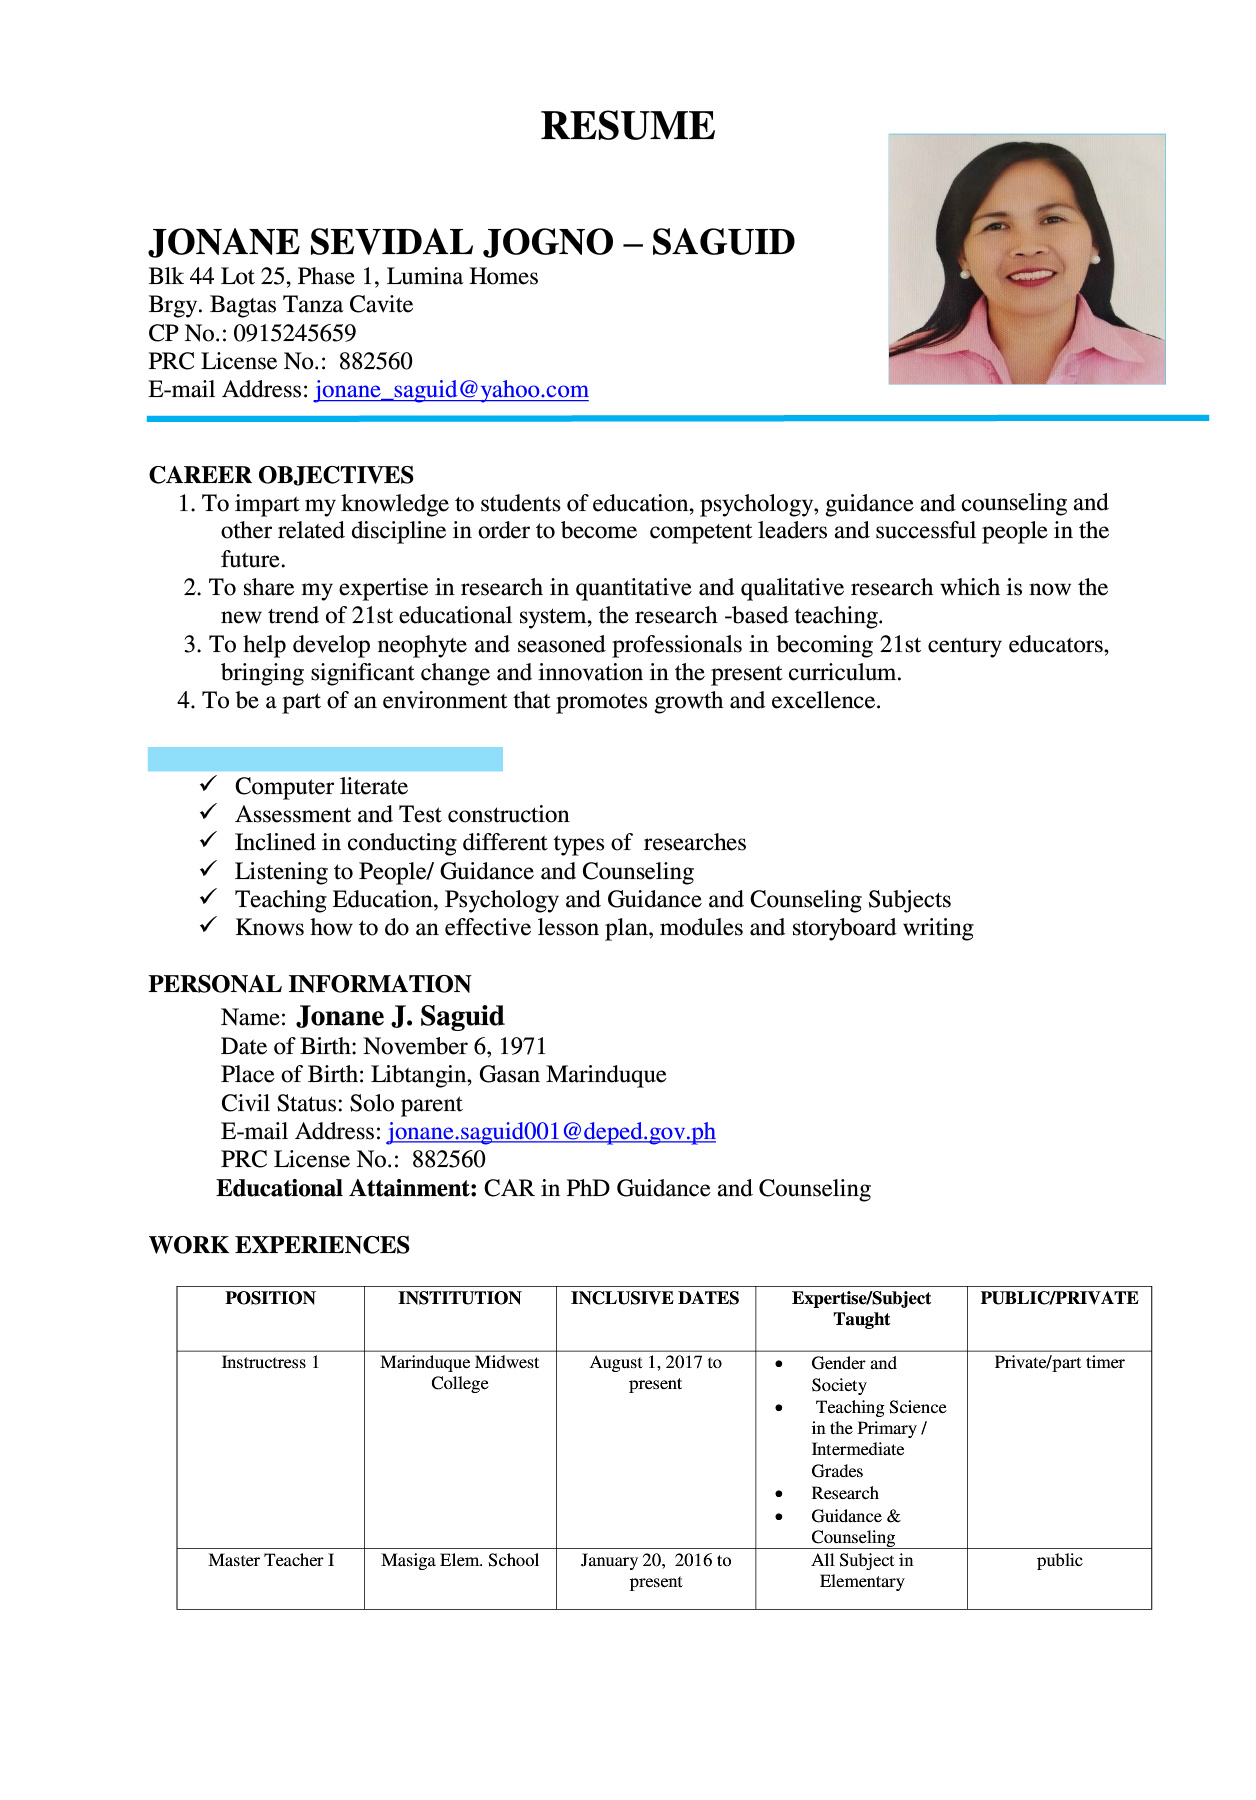 RESUME
JONANE SEVIDAL JOGNO – SAGUID
Blk 44 Lot 25, Phase 1, Lumina Homes
Brgy. Bagtas Tanza Cavite
CP No.: 0915245659
PRC License No.:  882560
E-mail Address: jonane_saguid@yahoo.com
CAREER OBJECTIVES
1. To impart my knowledge to students of education, psychology, guidance and counseling and
other related discipline in order to become  competent leaders and successful people in the
future.
2. To share my expertise in research in quantitative and qualitative research which is now the
new trend of 21st educational system, the research -based teaching.
3. To help develop neophyte and seasoned professionals in becoming 21st century educators,
bringing significant change and innovation in the present curriculum.
4. To be a part of an environment that promotes growth and excellence.
✓ Computer literate
✓ Assessment and Test construction
✓ Inclined in conducting different types of  researches
✓ Listening to People/ Guidance and Counseling
✓ Teaching Education, Psychology and Guidance and Counseling Subjects
✓ Knows how to do an effective lesson plan, modules and storyboard writing
PERSONAL INFORMATION
Name: Jonane J. Saguid
Date of Birth: November 6, 1971
Place of Birth: Libtangin, Gasan Marinduque
Civil Status: Solo parent
E-mail Address: jonane.saguid001@deped.gov.ph
PRC License No.:  882560
Educational Attainment: CAR in PhD Guidance and Counseling
WORK EXPERIENCES
POSITION
INSTITUTION
INCLUSIVE DATES
Expertise/Subject
Taught
PUBLIC/PRIVATE
Instructress 1
Marinduque Midwest
College
August 1, 2017 to
present
• Gender and
Society
• Teaching Science
in the Primary /
Intermediate
Grades
• Research
• Guidance &
Counseling
Private/part timer
Master Teacher I
Masiga Elem. School
January 20,  2016 to
present
All Subject in
Elementary
public